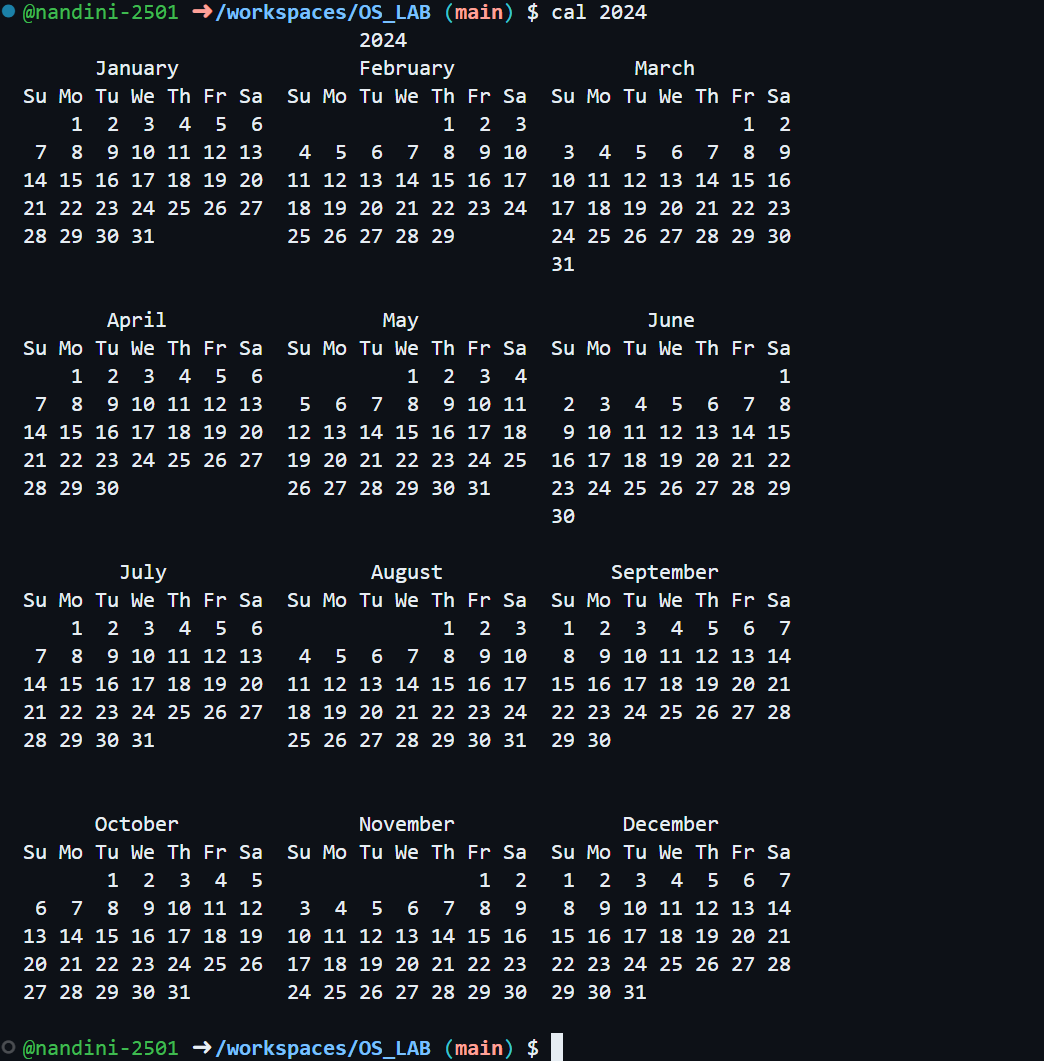 @nandini-2501 ➜/workspaces/OS_LAB (main) $ cal 2024
                            2024
      January               February                 March
Su Mo Tu We Th Fr Sa  Su Mo Tu We Th Fr Sa  Su Mo Tu We Th Fr Sa
    1  2  3  4  5  6               1  2  3                  1  2
 7  8  9 10 11 12 13   4  5  6  7  8  9 10   3  4  5  6  7  8  9
14 15 16 17 18 19 20  11 12 13 14 15 16 17  10 11 12 13 14 15 16
21 22 23 24 25 26 27  18 19 20 21 22 23 24  17 18 19 20 21 22 23
28 29 30 31           25 26 27 28 29        24 25 26 27 28 29 30
                                            31

       April                  May                   June
Su Mo Tu We Th Fr Sa  Su Mo Tu We Th Fr Sa  Su Mo Tu We Th Fr Sa
    1  2  3  4  5  6            1  2  3  4                     1
 7  8  9 10 11 12 13   5  6  7  8  9 10 11   2  3  4  5  6  7  8
14 15 16 17 18 19 20  12 13 14 15 16 17 18   9 10 11 12 13 14 15
21 22 23 24 25 26 27  19 20 21 22 23 24 25  16 17 18 19 20 21 22
28 29 30              26 27 28 29 30 31     23 24 25 26 27 28 29
                                            30

        July                 August              September
Su Mo Tu We Th Fr Sa  Su Mo Tu We Th Fr Sa  Su Mo Tu We Th Fr Sa
    1  2  3  4  5  6               1  2  3   1  2  3  4  5  6  7
 7  8  9 10 11 12 13   4  5  6  7  8  9 10   8  9 10 11 12 13 14
14 15 16 17 18 19 20  11 12 13 14 15 16 17  15 16 17 18 19 20 21
21 22 23 24 25 26 27  18 19 20 21 22 23 24  22 23 24 25 26 27 28
28 29 30 31           25 26 27 28 29 30 31  29 30

      October               November              December
Su Mo Tu We Th Fr Sa  Su Mo Tu We Th Fr Sa  Su Mo Tu We Th Fr Sa
       1  2  3  4  5                  1  2   1  2  3  4  5  6  7
 6  7  8  9 10 11 12   3  4  5  6  7  8  9   8  9 10 11 12 13 14
13 14 15 16 17 18 19  10 11 12 13 14 15 16  15 16 17 18 19 20 21
20 21 22 23 24 25 26  17 18 19 20 21 22 23  22 23 24 25 26 27 28
27 28 29 30 31        24 25 26 27 28 29 30  29 30 31

@nandini-2501 ➜/workspaces/OS_LAB (main) $